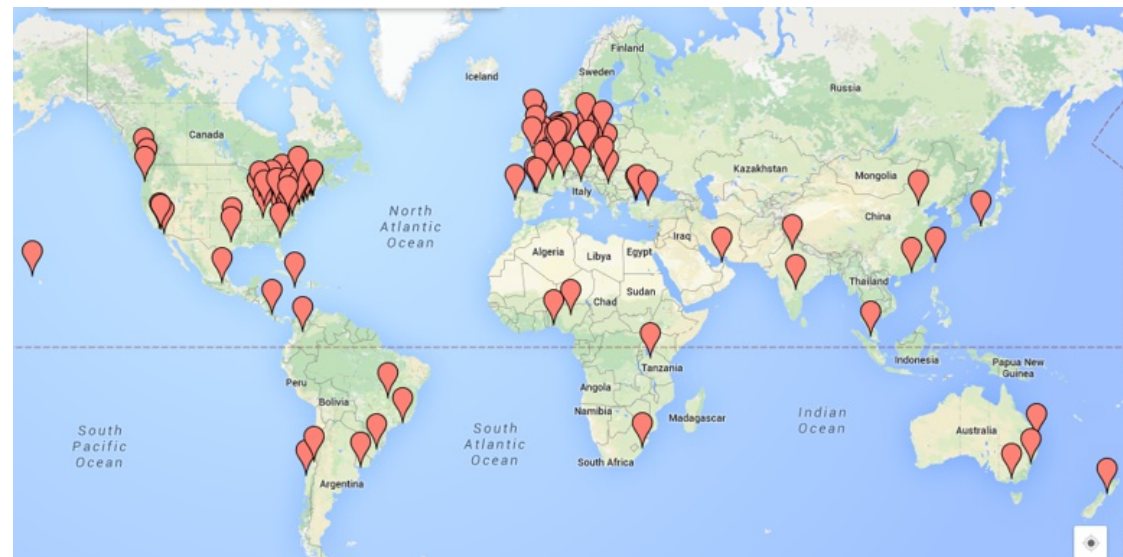 Finland
Iceland
Sweden
Russia
Canada
Kazakhstan
Mongolia
Italy
North
Atlantic
Ocean
China
Iraq
Algeria
Libya
Egypt
Thailand
Chad
Sudan
Indonesia
Papua New
Guinea
Tanzania
Peru
Angola
Bolivia
Namibia
Madagascar
Indian
Ocean
South
Pacific
Ocean
South
Atlantic
Ocean
Australia
South Africa
Argentina